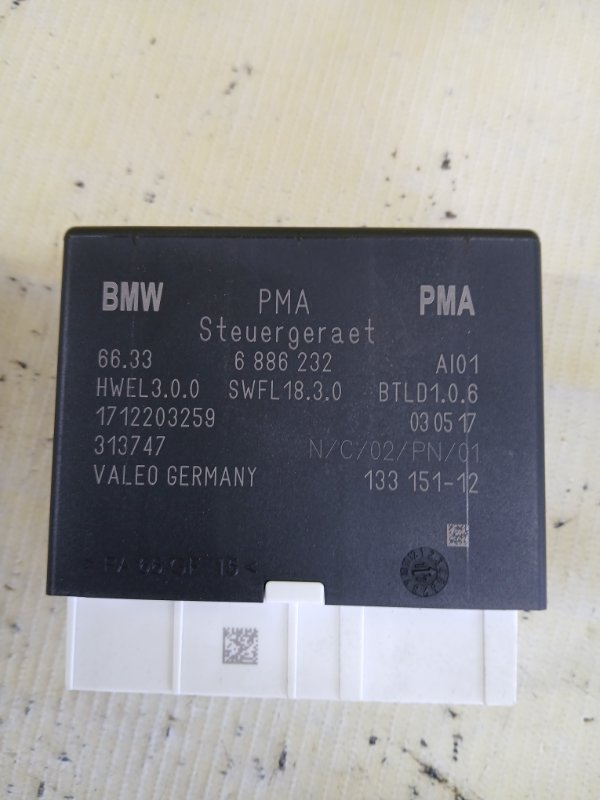 BMW PMA PMA
Steuergeraet
66.33 6 886 232 AI01
HWEL3.0.0 SWFL18.3.0 BTLD1.0.6
1712203259 03 05 17
313747 N/C/02/PN/01
VALEO GERMANY 133 151-12